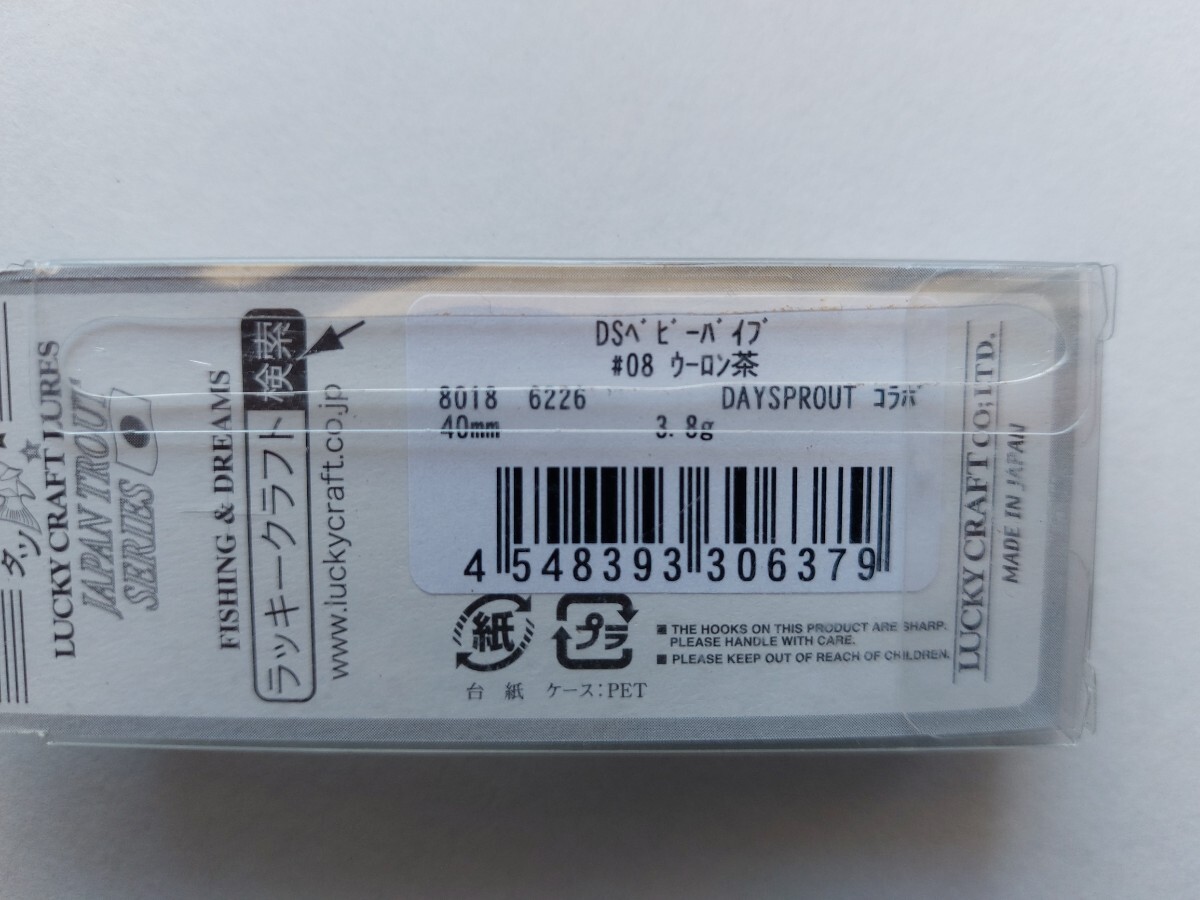 DSﾍﾞﾋﾞｰﾊﾞｲﾌﾞ
#08 ｳｰﾛﾝ茶
8018 6226 DAYSPROUT ｺﾗﾎﾞ
40mm 3.8g
4 548393 306379
紙 プラ
台紙 ケース:PET
■ THE HOOKS ON THIS PRODUCT ARE SHARP.
PLEASE HANDLE WITH CARE.
■ PLEASE KEEP OUT OF REACH OF CHILDREN.
LUCKY CRAFT CO., LTD.
MADE IN JAPAN
www.luckycraft.co.jp
ラッキークラフト 検索
FISHING & DREAMS
JAPAN TROUT
SERIES
LUCKY CRAFT LURES